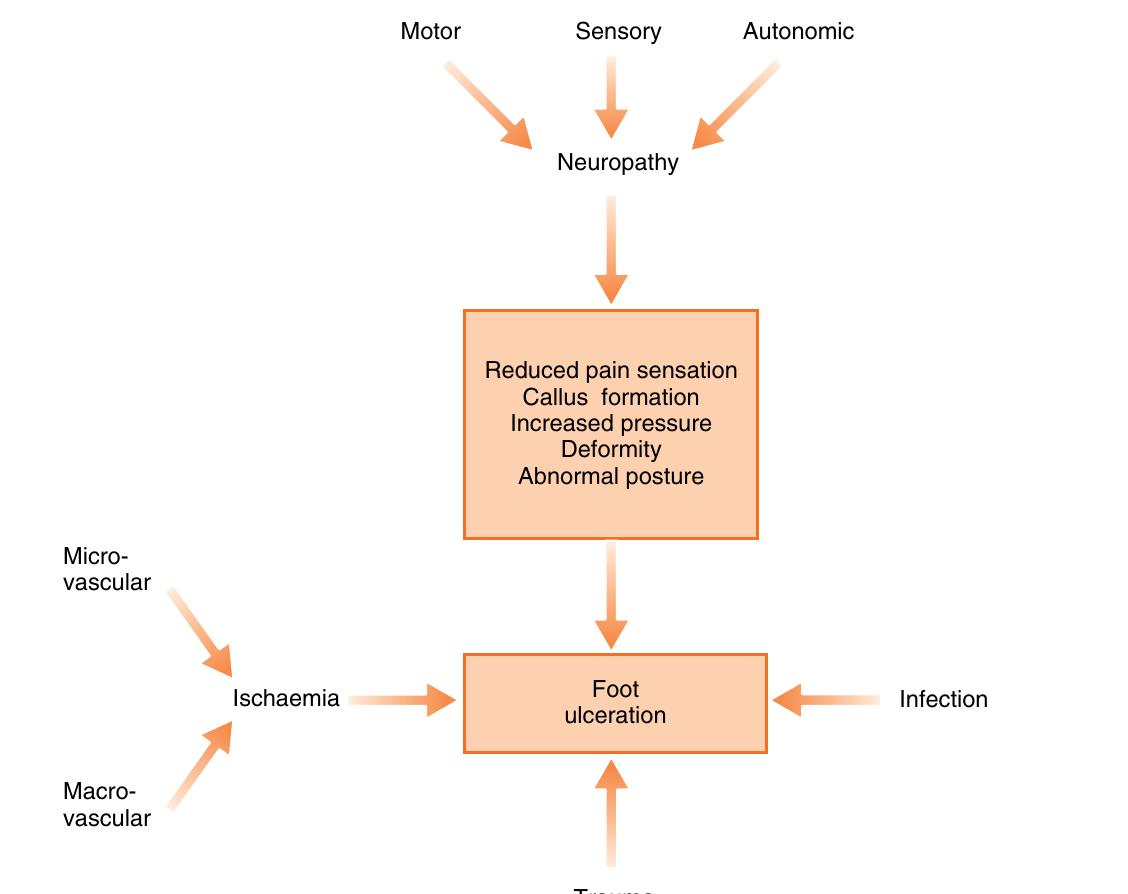 Motor
Sensory
Autonomic
Neuropathy
Reduced pain sensation
Callus  formation
Increased pressure
Deformity
Abnormal posture
Micro-
vascular
Ischaemia
Foot
ulceration
Infection
Macro-
vascular
Trauma